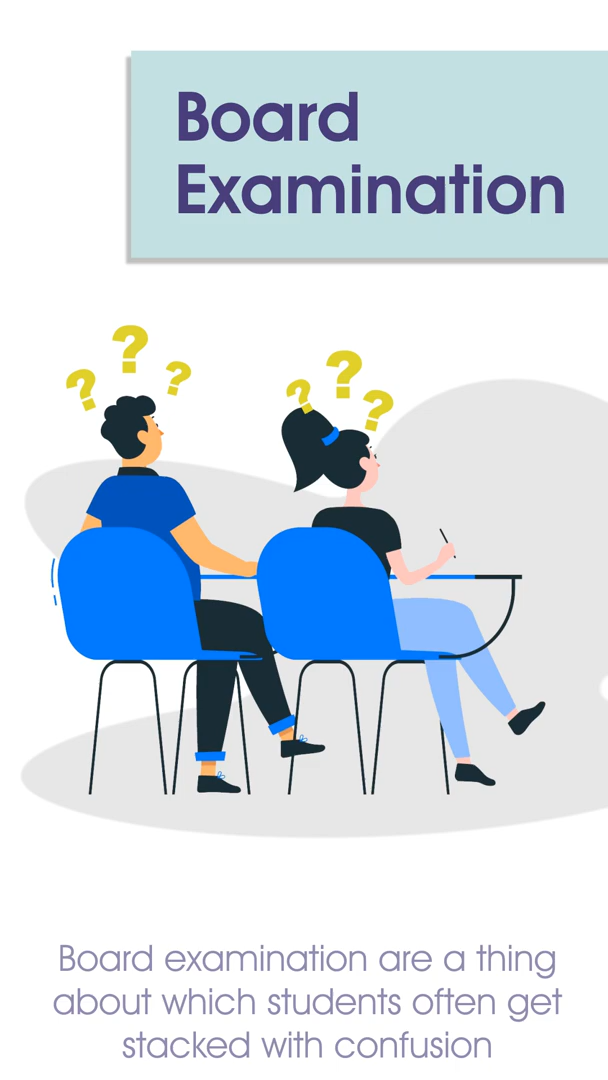 Board
Examination
? ? ?
? ? ?
Board examination are a thing
about which students often get
stacked with confusion